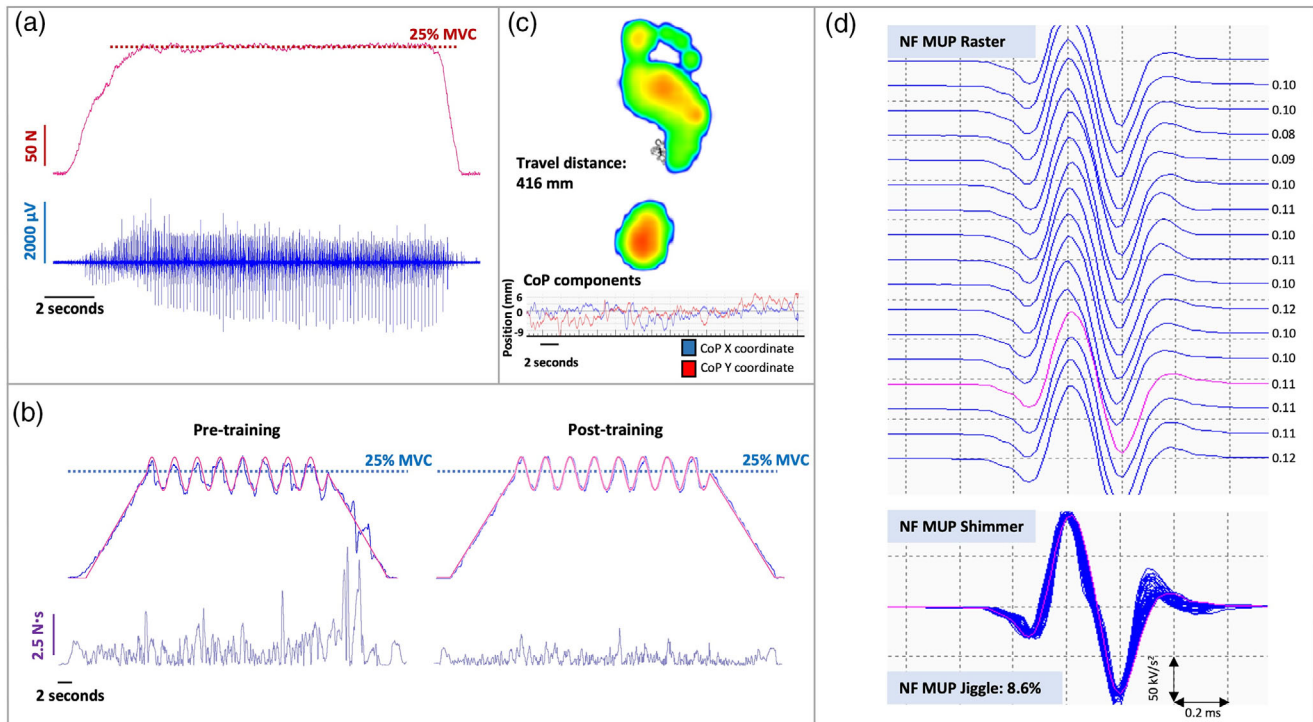 (a)
25% MVC
50 N
2000 µV
2 seconds
(b)
Pre-training
Post-training
25% MVC
25% MVC
2.5 N•s
2 seconds
(c)
Travel distance:
416 mm
CoP components
Position (mm)
6
0
-9
2 seconds
CoP X coordinate
CoP Y coordinate
(d)
NF MUP Raster
0.10
0.10
0.08
0.09
0.10
0.11
0.10
0.11
0.10
0.12
0.10
0.10
0.11
0.11
0.11
0.12
NF MUP Shimmer
NF MUP Jiggle: 8.6%
50 kV/s²
0.2 ms